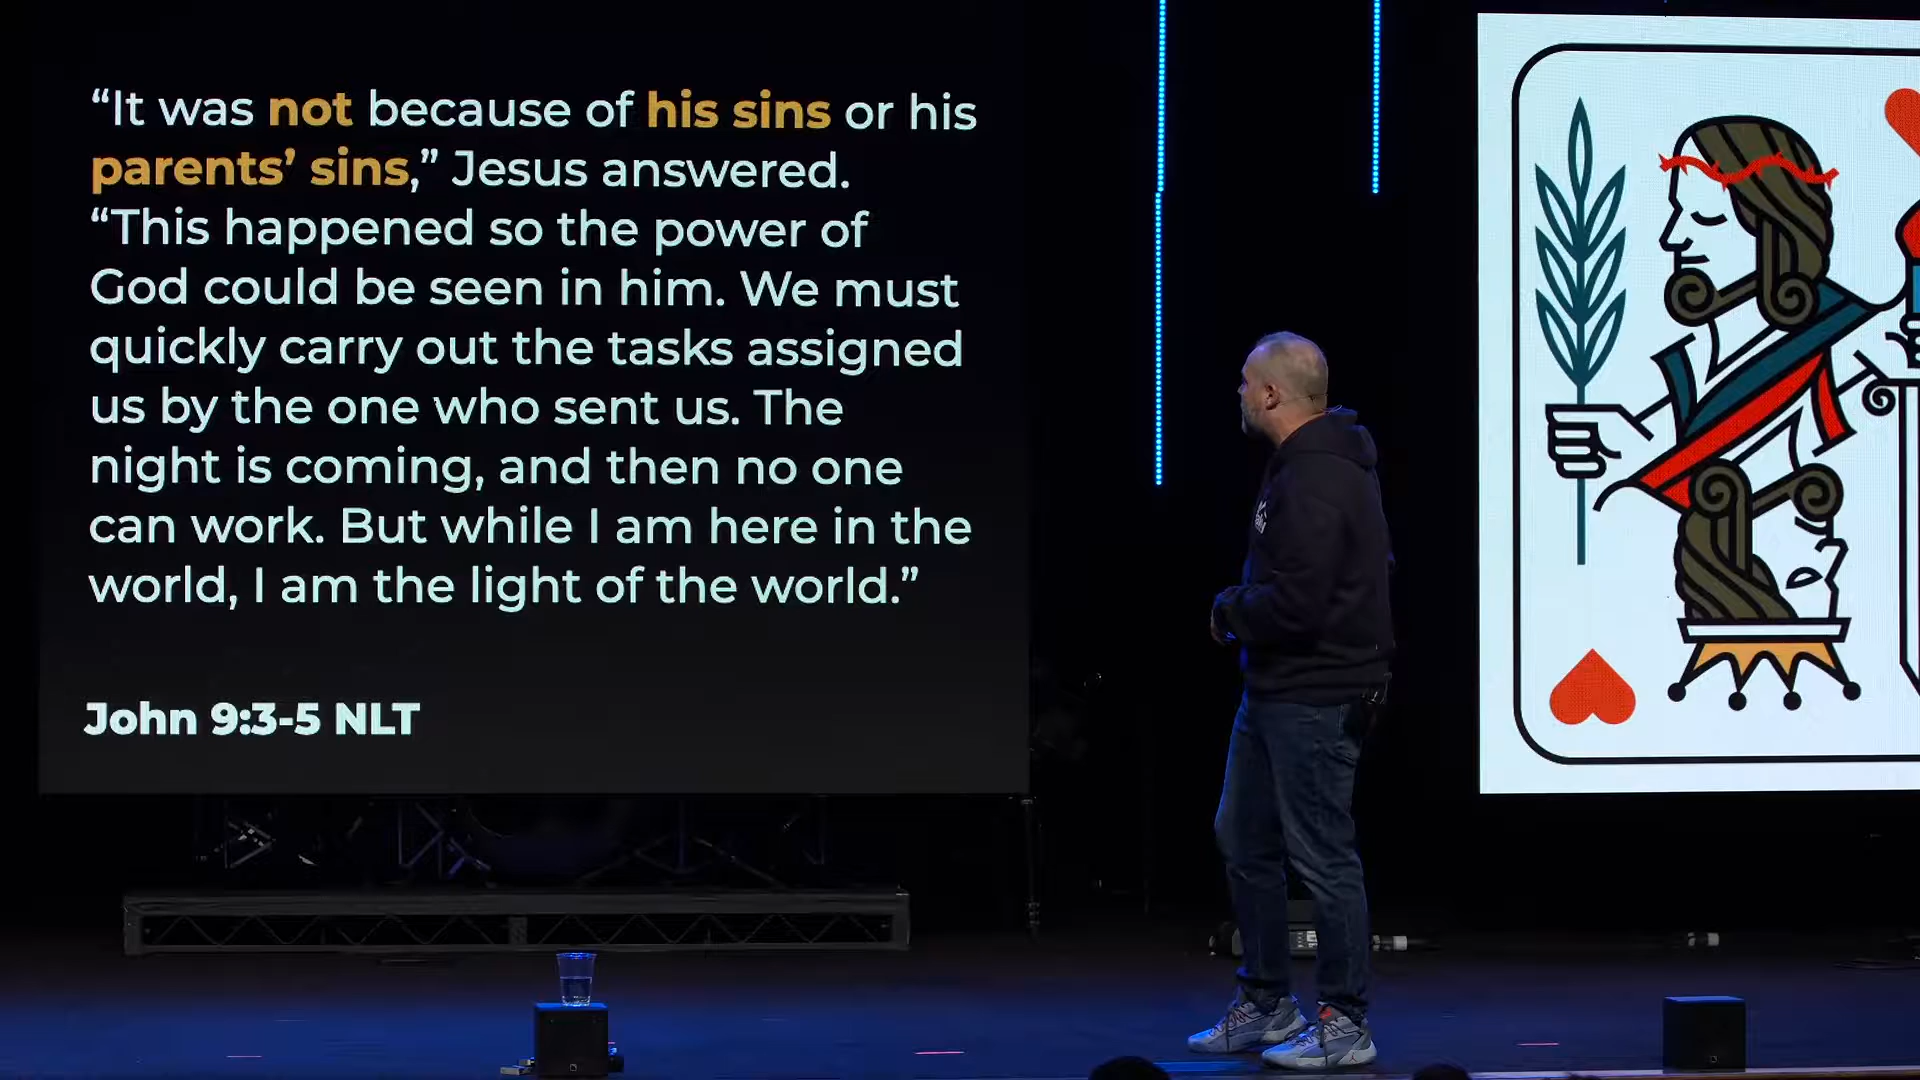 “It was not because of his sins or his
parents’ sins,” Jesus answered.
“This happened so the power of
God could be seen in him. We must
quickly carry out the tasks assigned
us by the one who sent us. The
night is coming, and then no one
can work. But while I am here in the
world, I am the light of the world.”
John 9:3-5 NLT